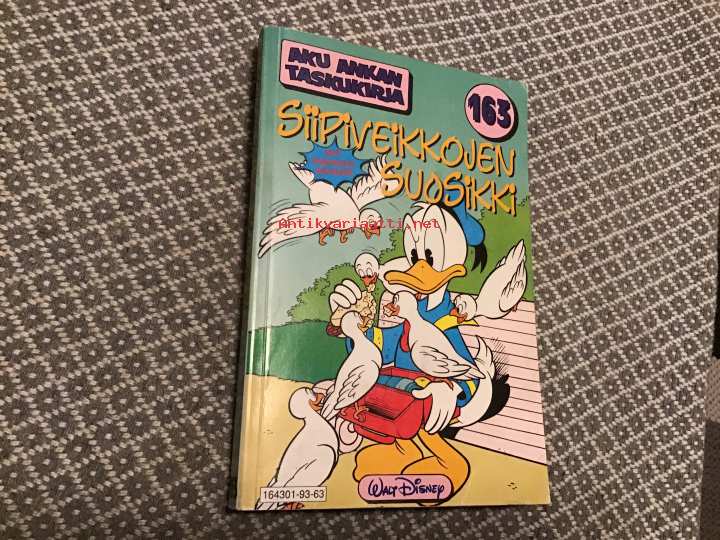 AKU ANKAN
TASKUKIRJA
163
SIIPIVEIKKOJEN
SUOSIKKI
Antikvariaatti.net
WALT DISNEY
164301-93-63